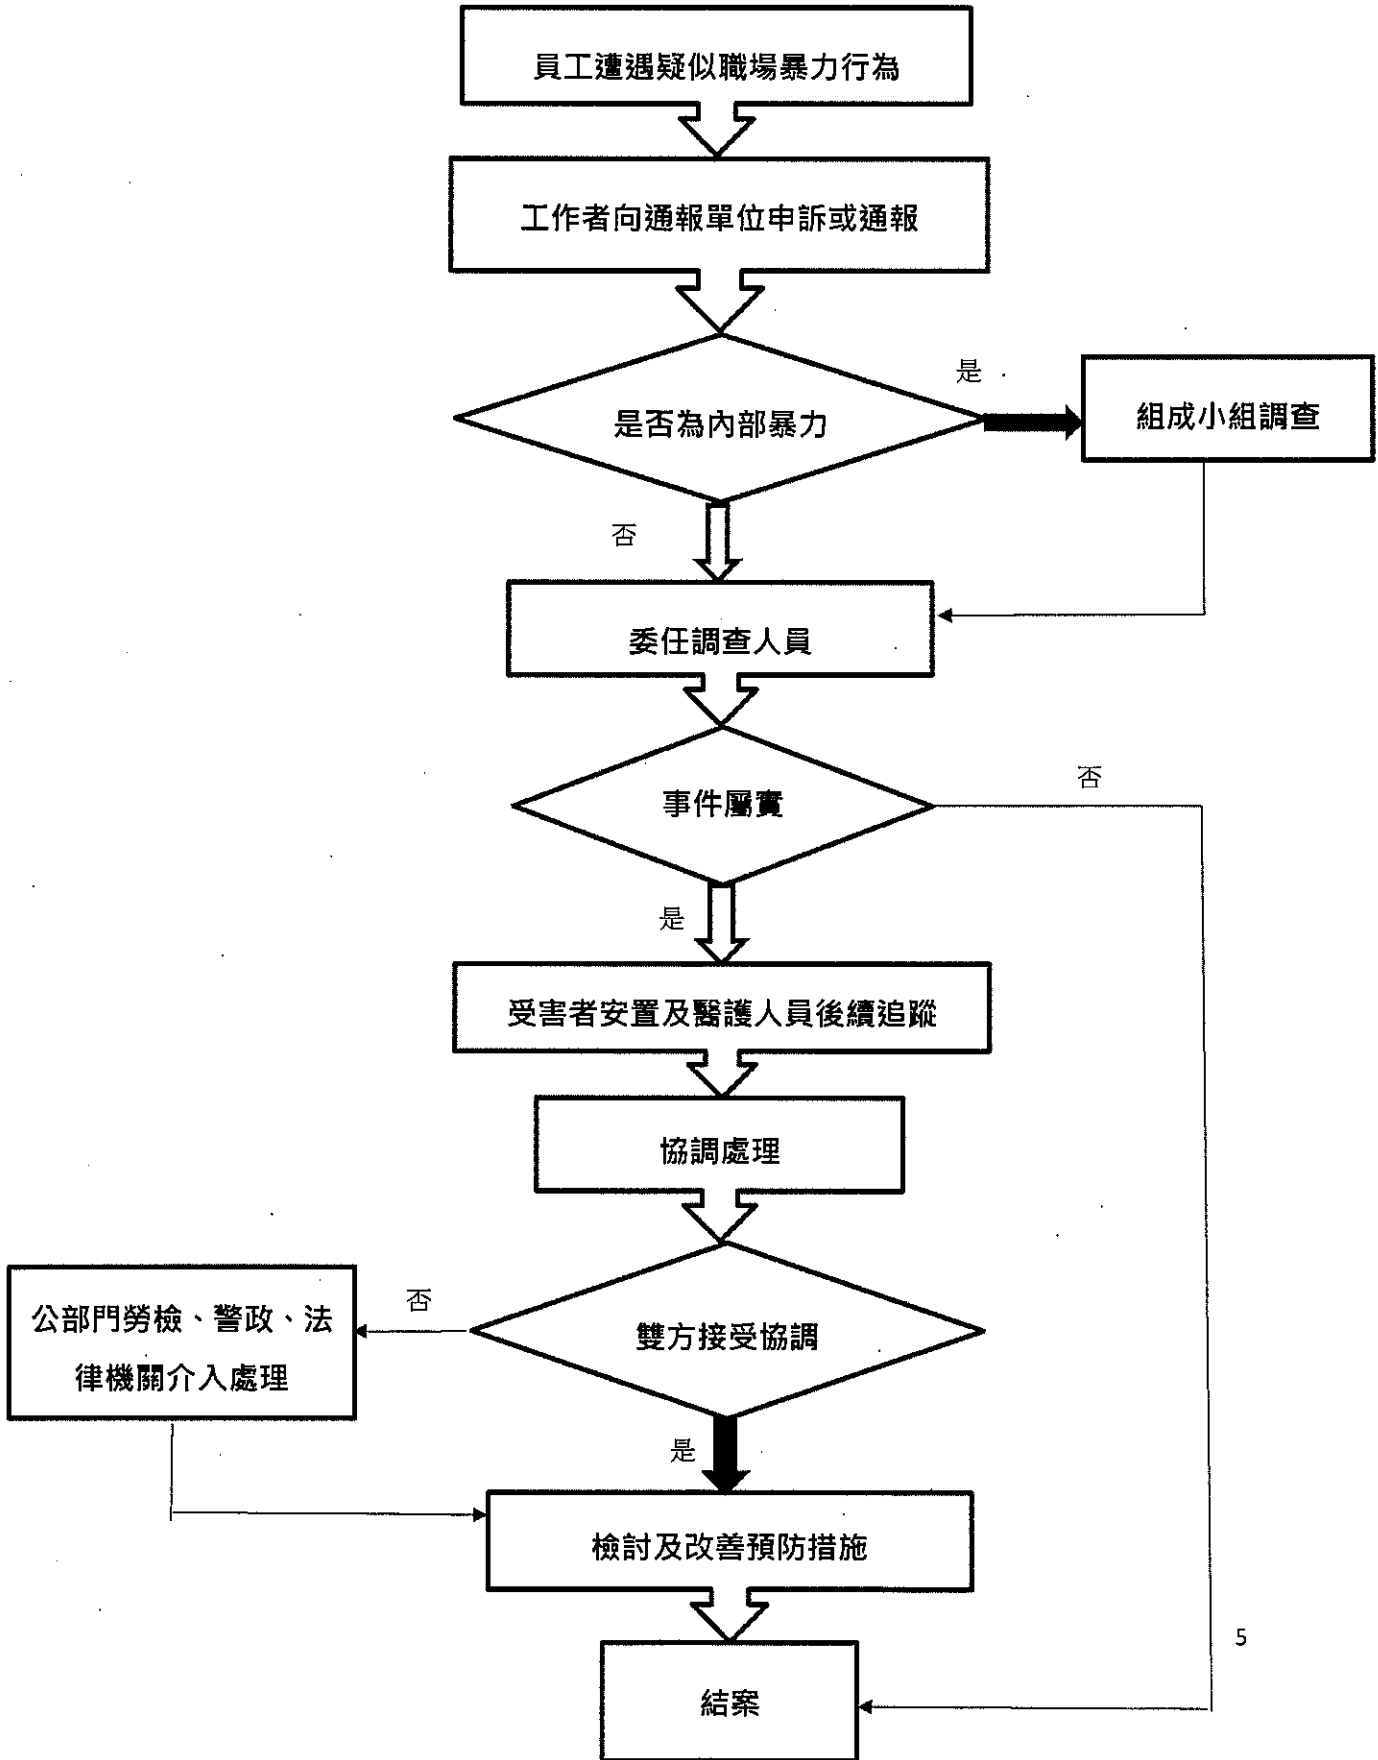 員工遭遇疑似職場暴力行為
工作者向通報單位申訴或通報
是
是否為內部暴力
組成小組調查
否
委任調查人員
否
事件屬實
是
受害者安置及醫護人員後續追蹤
協調處理
否
公部門勞檢、警政、法
律機關介入處理
雙方接受協調
是
檢討及改善預防措施
5
結案